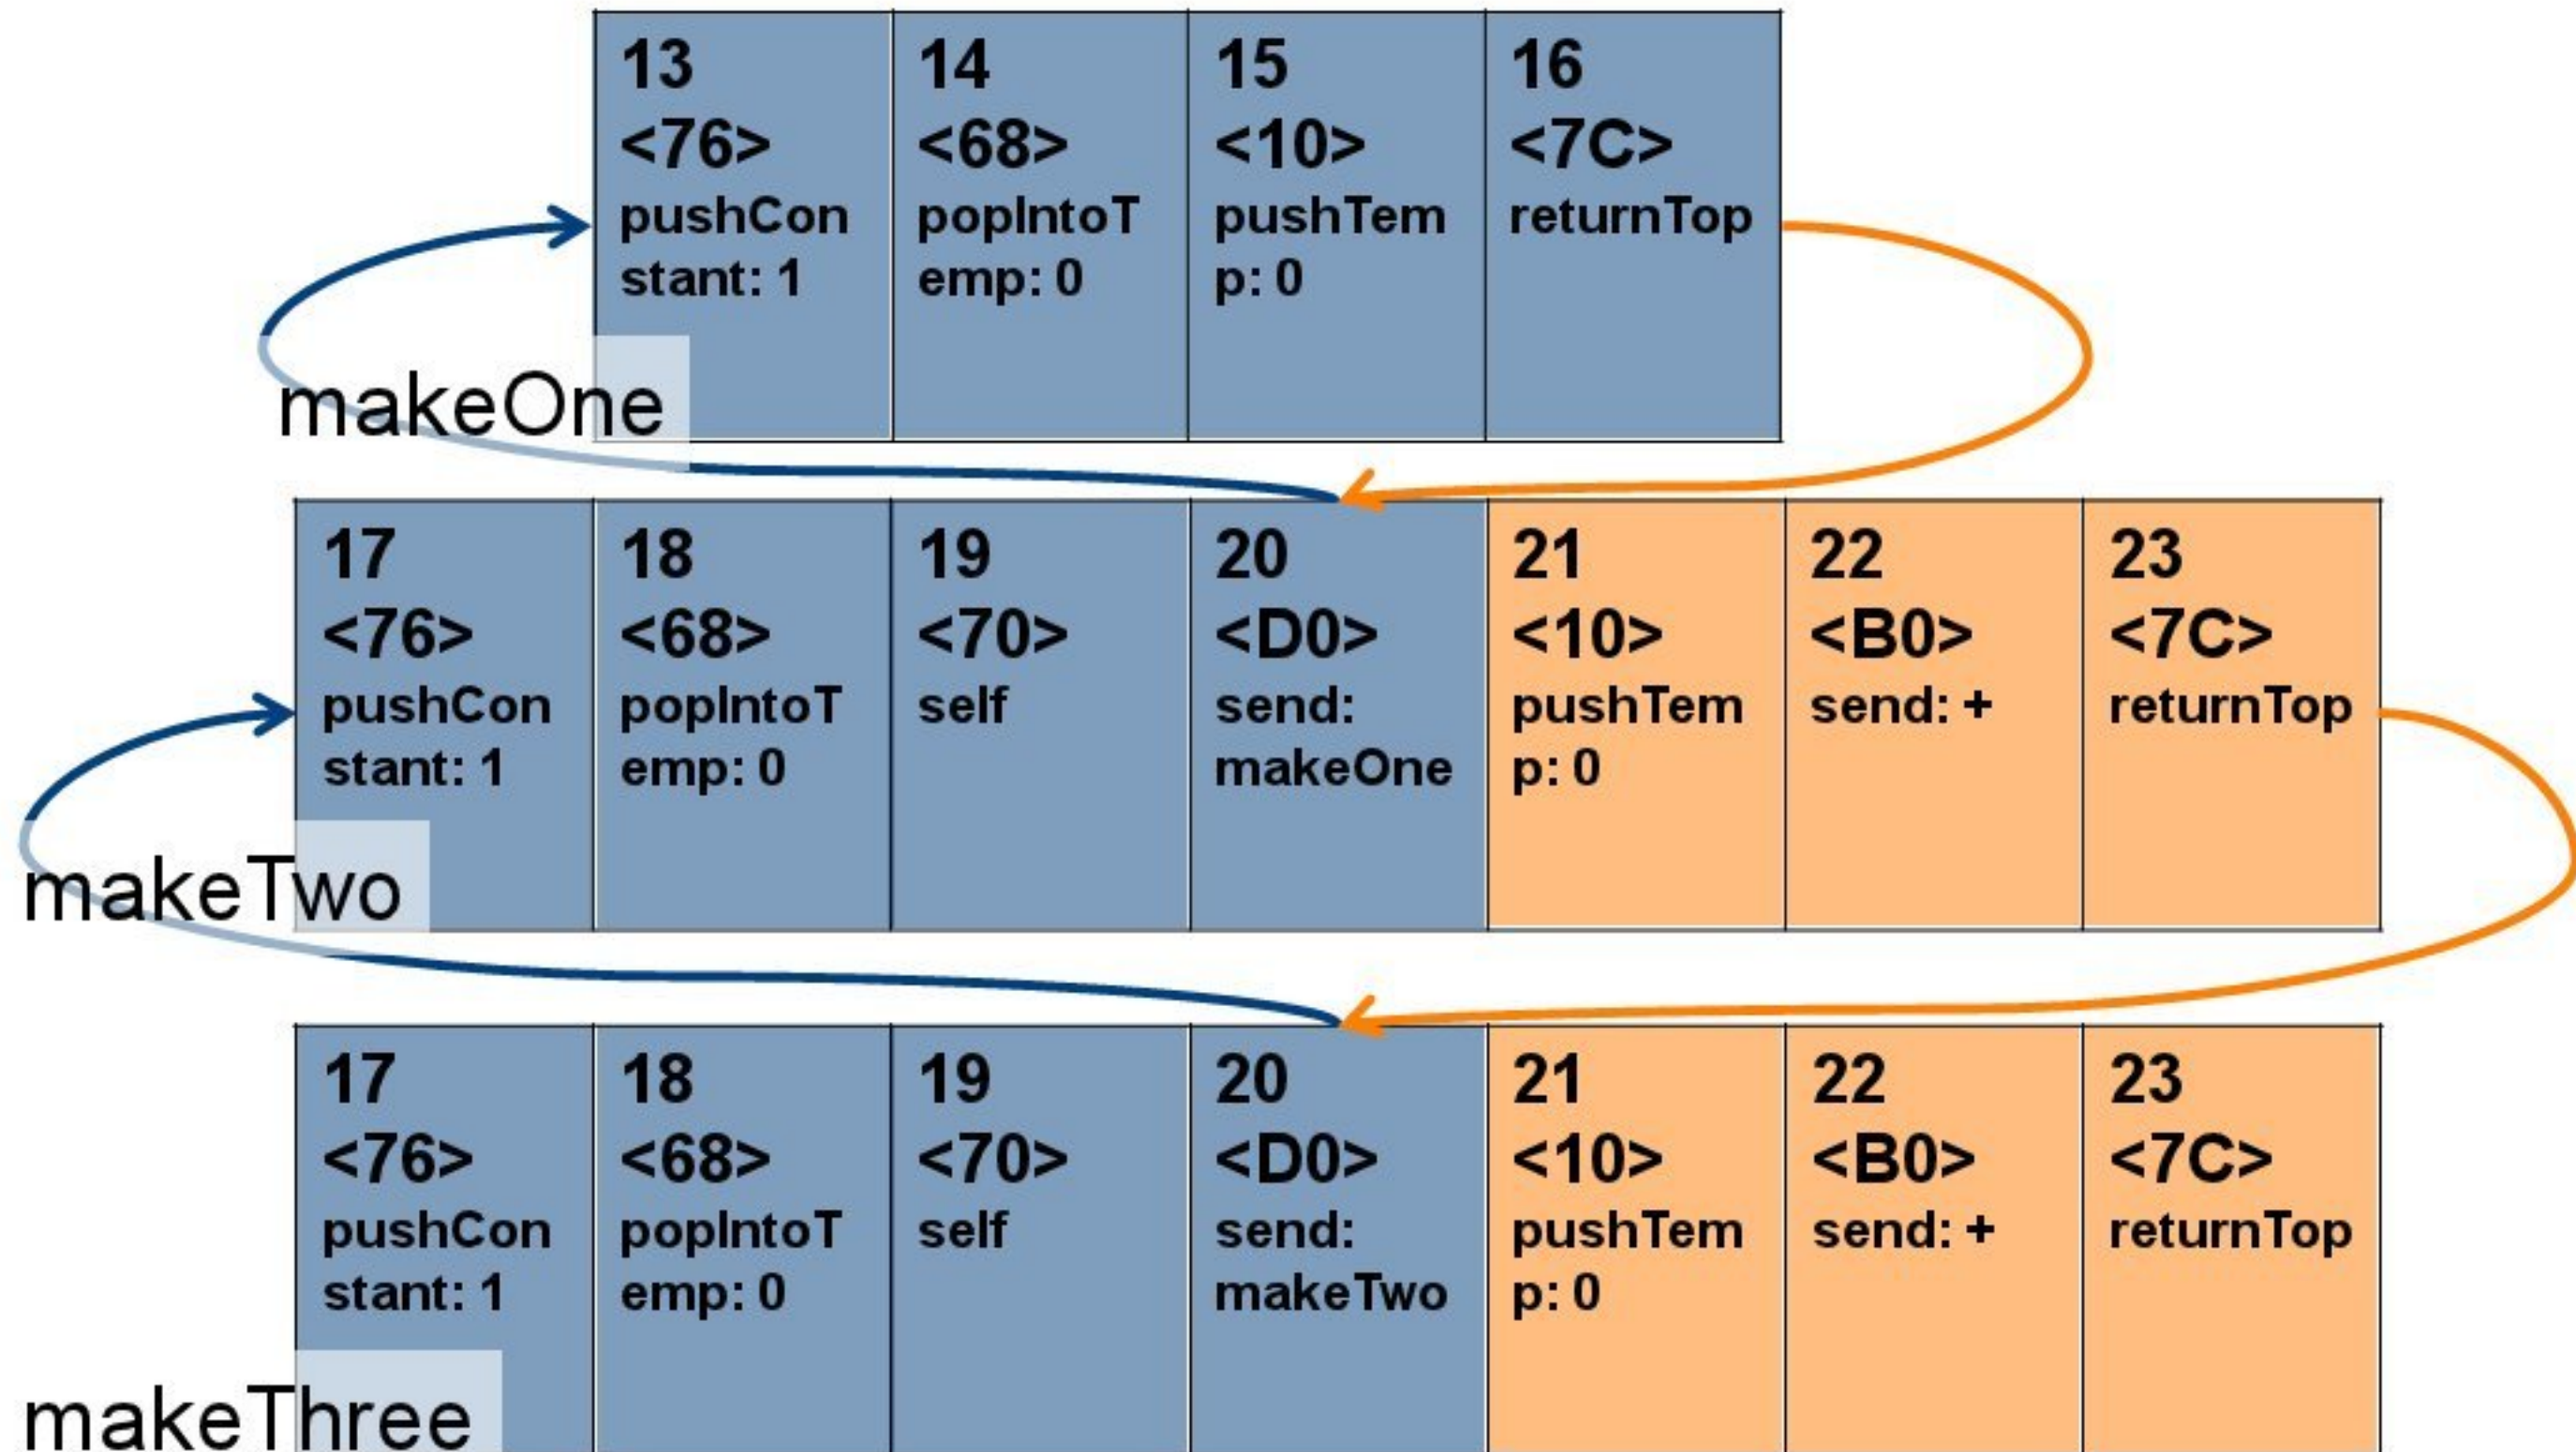 13
<76>
pushCon
stant: 1
14
<68>
popIntoT
emp: 0
15
<10>
pushTem
p: 0
16
<7C>
returnTop
makeOne
17
<76>
pushCon
stant: 1
18
<68>
popIntoT
emp: 0
19
<70>
self
20
<D0>
send:
makeOne
21
<10>
pushTem
p: 0
22
<B0>
send: +
23
<7C>
returnTop
makeTwo
17
<76>
pushCon
stant: 1
18
<68>
popIntoT
emp: 0
19
<70>
self
20
<D0>
send:
makeTwo
21
<10>
pushTem
p: 0
22
<B0>
send: +
23
<7C>
returnTop
makeThree